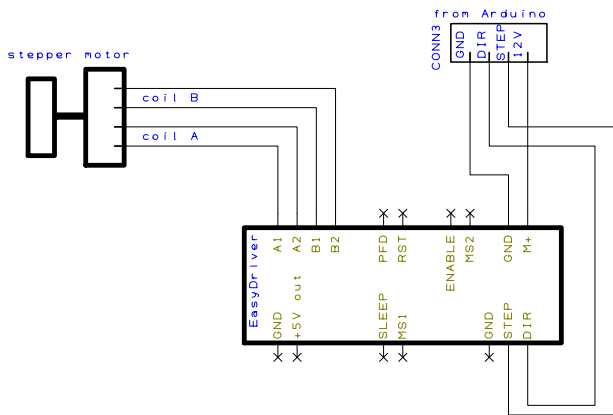 from Arduino
CONN3
GND
DIR
STEP
12V
stepper motor
coil B
coil A
EasyDriver
A1
A2
B1
B2
PFD
RST
ENABLE
MS2
GND
M+
GND
+5V out
SLEEP
MS1
GND
STEP
DIR